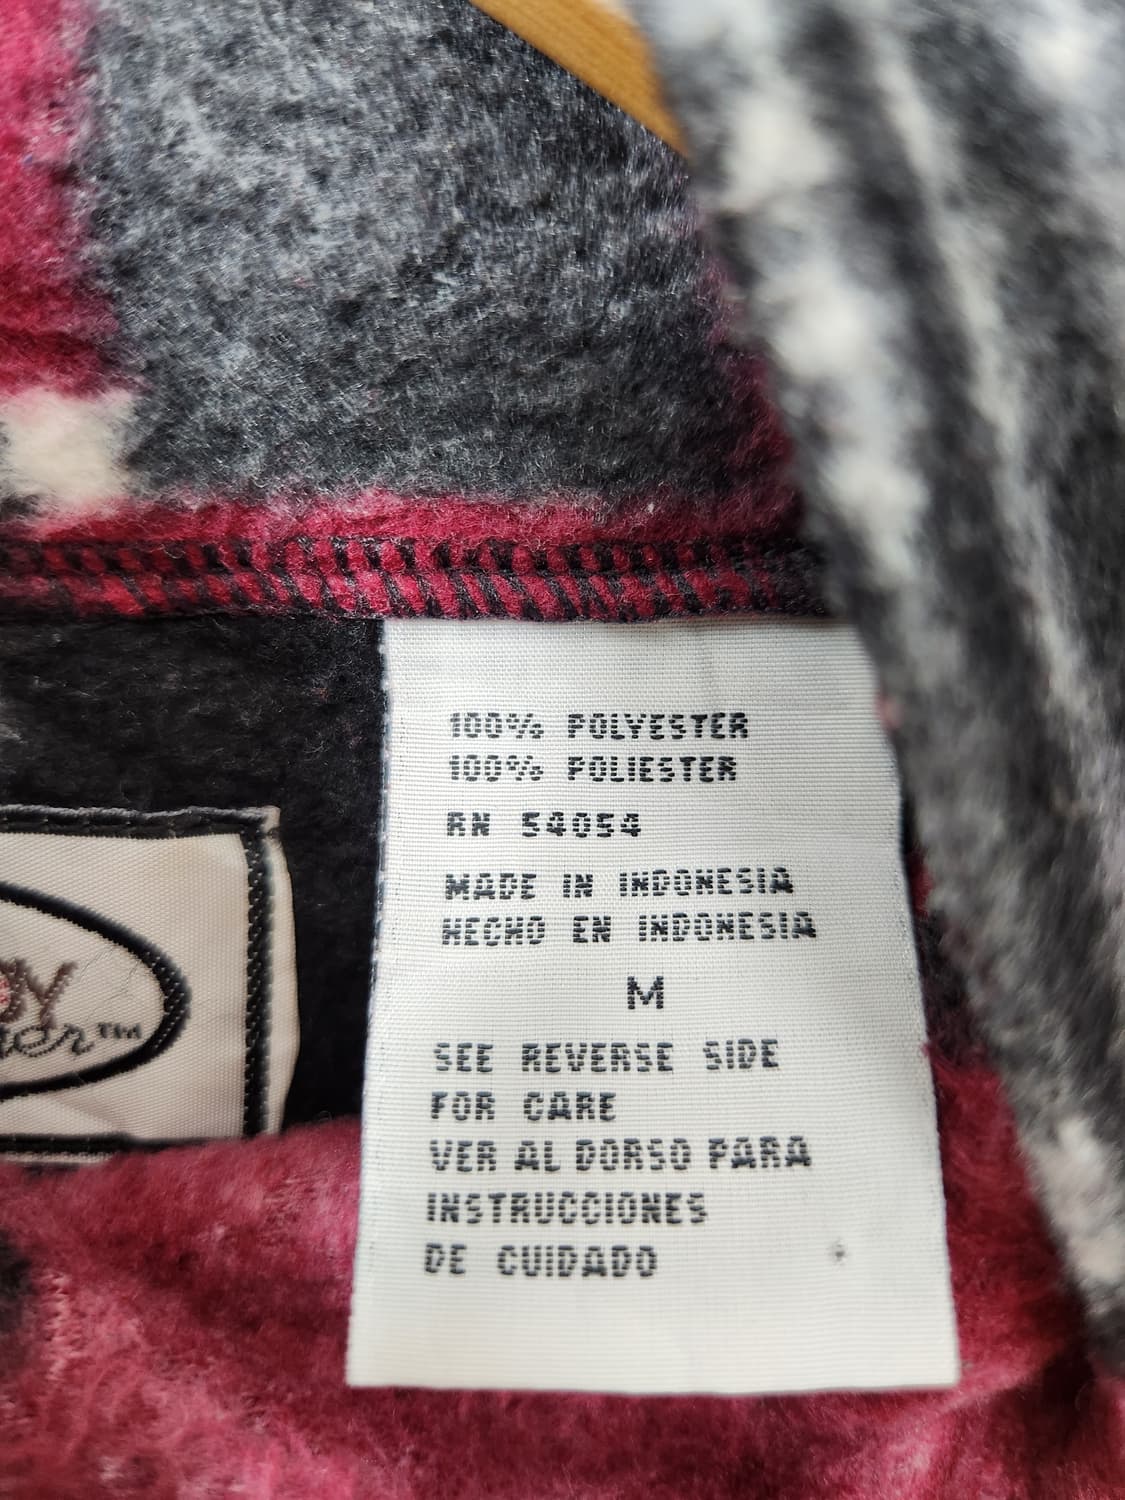 100% POLYESTER
100% POLIESTER
RN 54054
MADE IN INDONESIA
HECHO EN INDONESIA
M
SEE REVERSE SIDE
FOR CARE
VER AL DORSO PARA
INSTRUCCIONES
DE CUIDADO